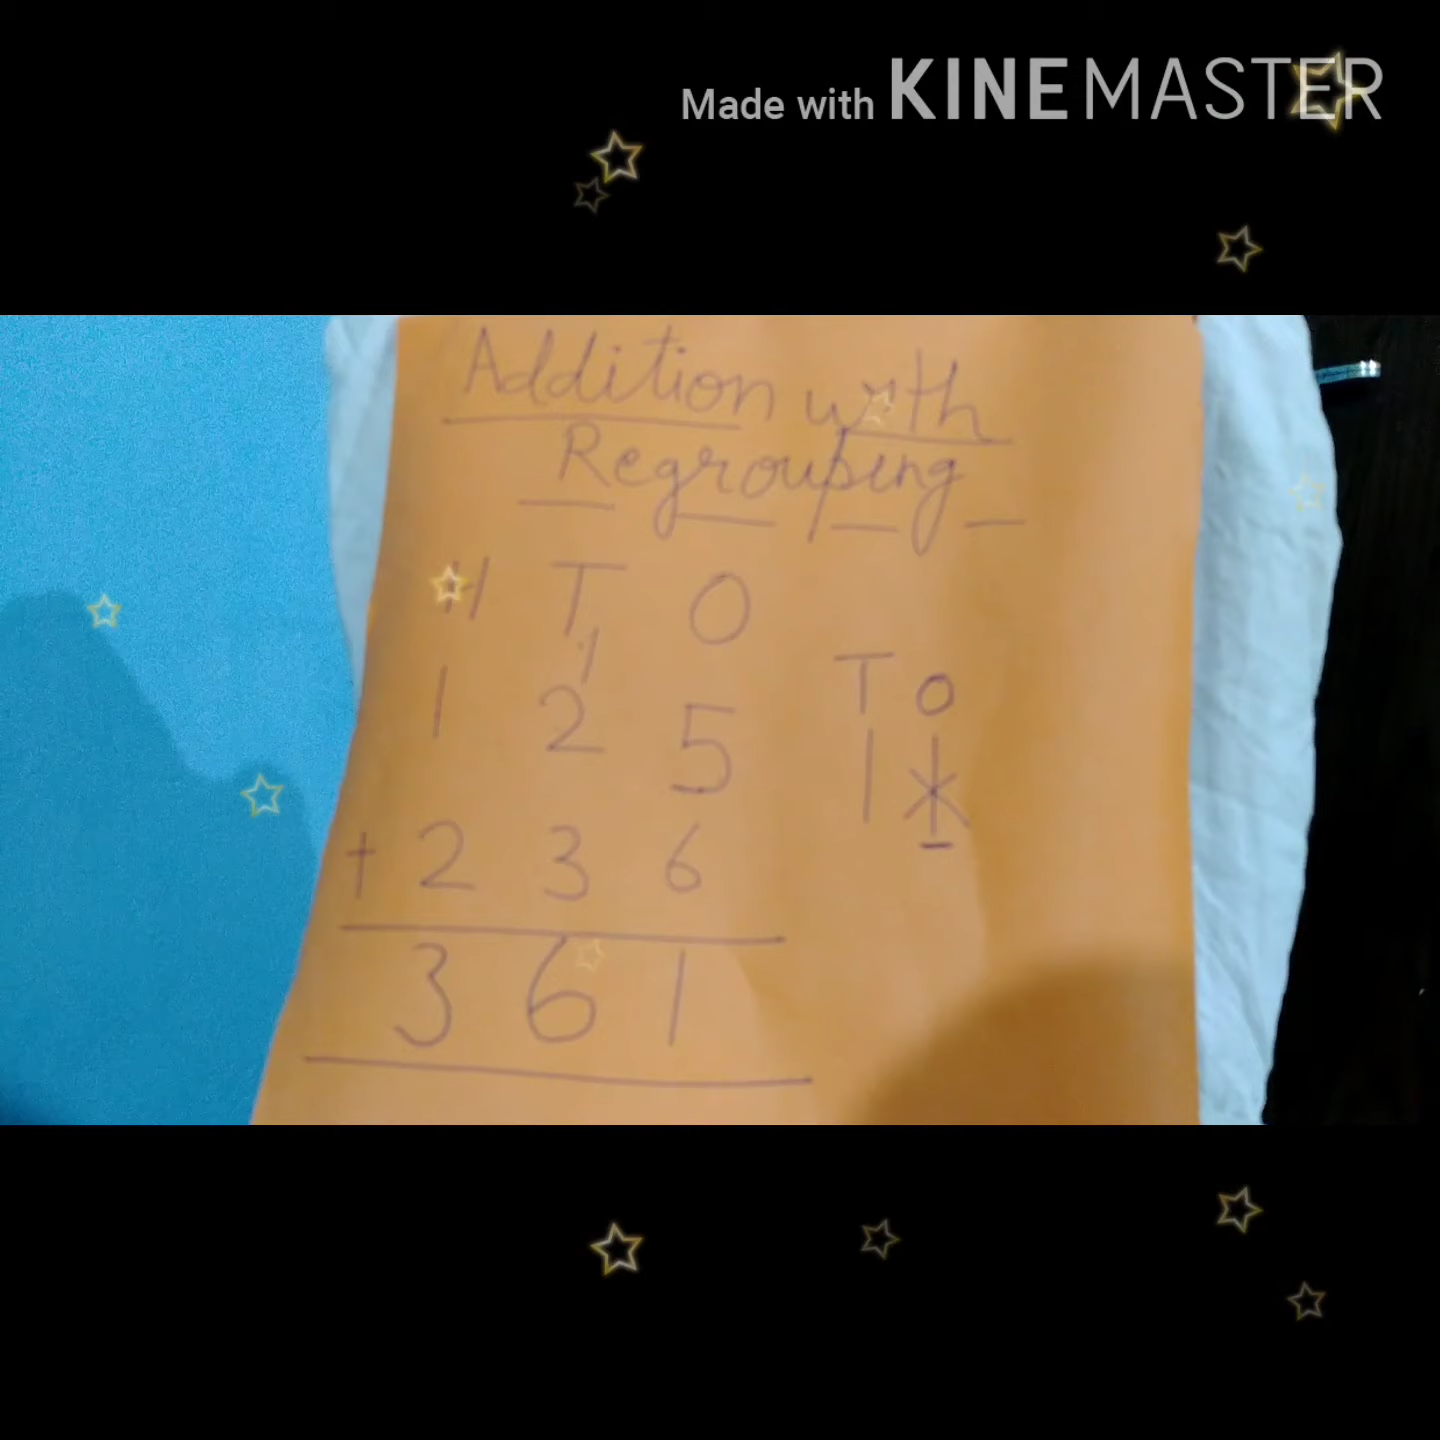 Made with KINEMASTER
Addition with
Regrouping
H T O
1
1 2 5
+ 2 3 6
3 6 1
T O
1 1